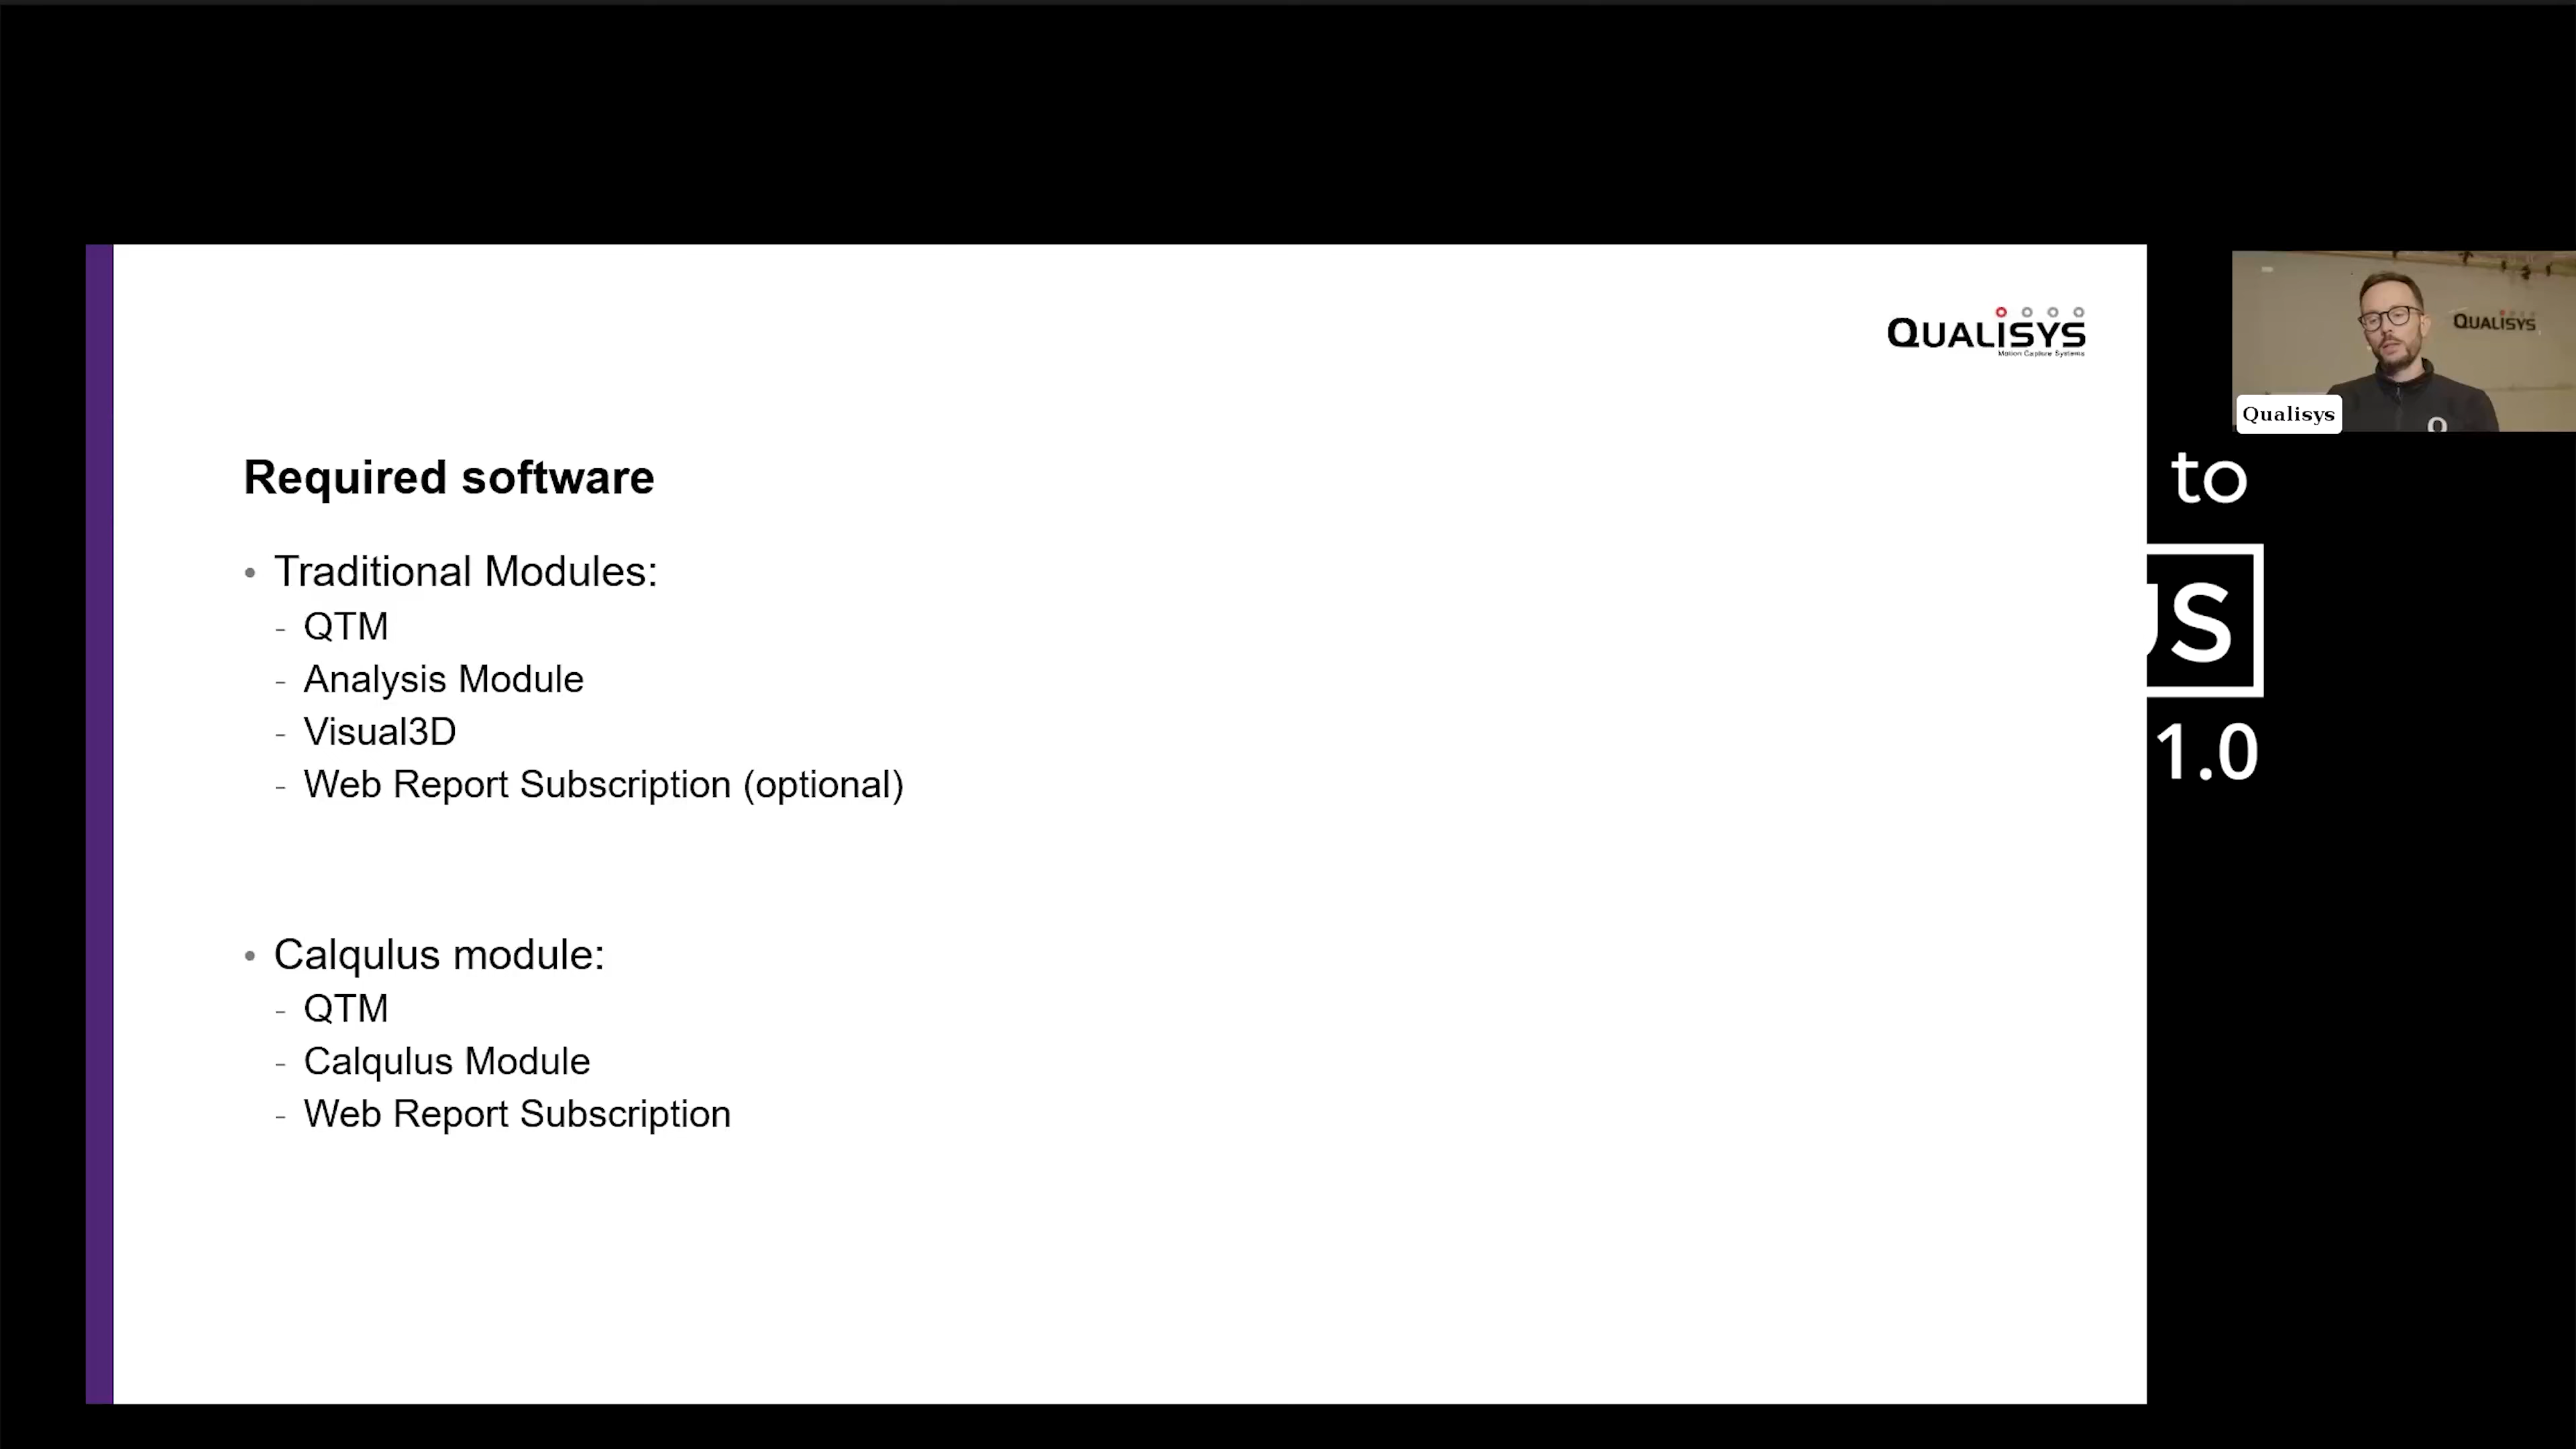 QUALISYS
Motion Capture Systems
QUALISYS
Qualisys
Required software
to
• Traditional Modules:
- QTM
- Analysis Module
- Visual3D
- Web Report Subscription (optional)
US
1.0
• Calqulus module:
- QTM
- Calqulus Module
- Web Report Subscription